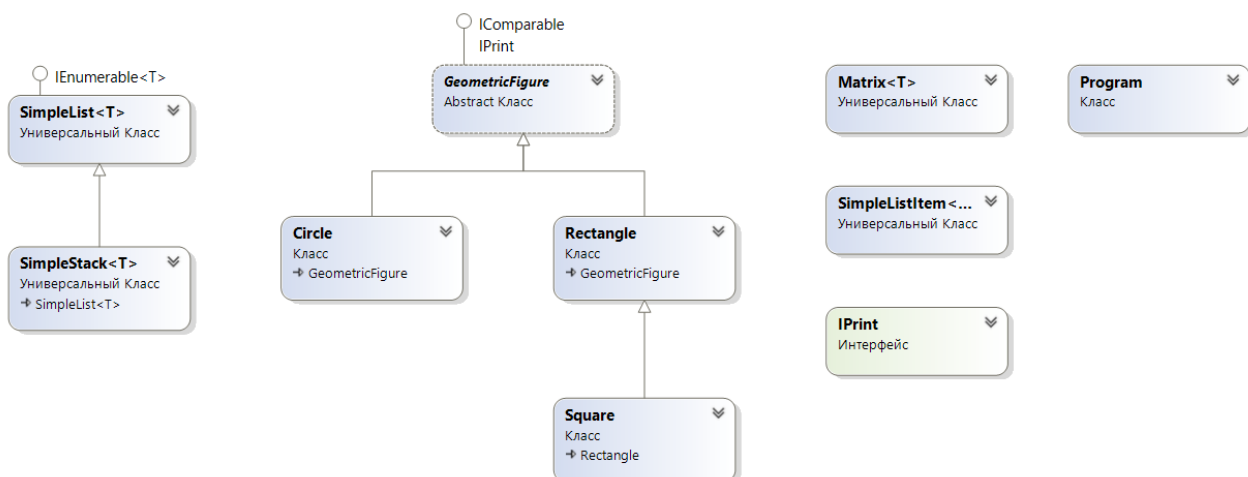 IEnumerable<T>
SimpleList<T>
Универсальный Класс
SimpleStack<T>
Универсальный Класс
SimpleList<T>
IComparable
IPrint
GeometricFigure
Abstract Класс
Circle
Класс
GeometricFigure
Rectangle
Класс
GeometricFigure
Square
Класс
Rectangle
Matrix<T>
Универсальный Класс
SimpleListItem<...
Универсальный Класс
IPrint
Интерфейс
Program
Класс